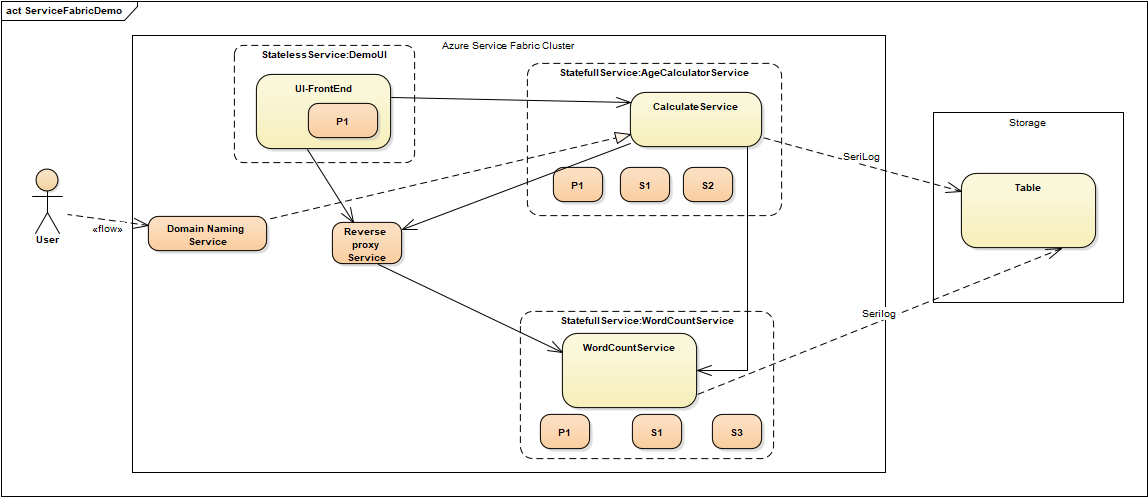 act ServiceFabricDemo
Azure Service Fabric Cluster
StatelessService:DemoUI
UI-FrontEnd
P1
StatefullService:AgeCalculatorService
CalculateService
P1
S1
S2
Storage
Table
SeriLog
User
«flow»
Domain Naming
Service
Reverse
proxy
Service
Serilog
StatefullService:WordCountService
WordCountService
P1
S1
S3